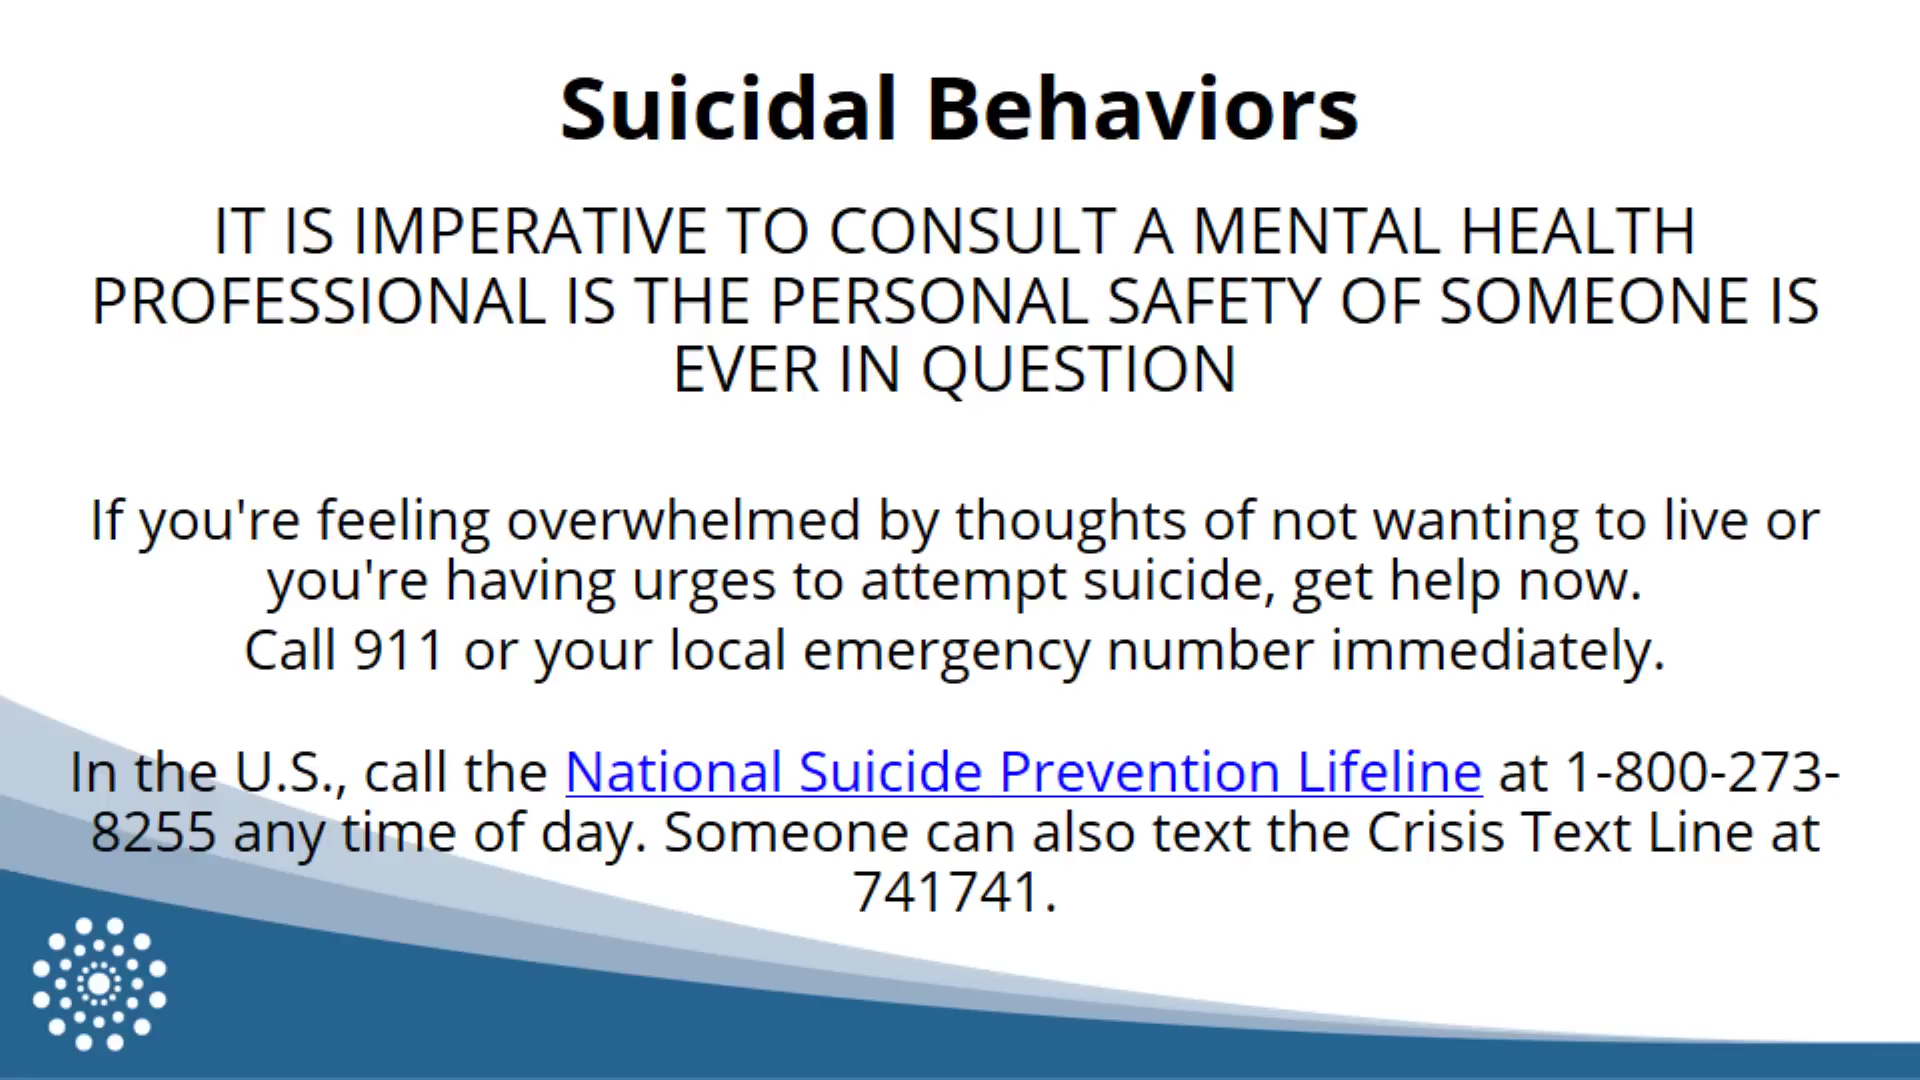 Suicidal Behaviors
IT IS IMPERATIVE TO CONSULT A MENTAL HEALTH
PROFESSIONAL IS THE PERSONAL SAFETY OF SOMEONE IS
EVER IN QUESTION
If you're feeling overwhelmed by thoughts of not wanting to live or
you're having urges to attempt suicide, get help now.
Call 911 or your local emergency number immediately.
In the U.S., call the National Suicide Prevention Lifeline at 1-800-273-
8255 any time of day. Someone can also text the Crisis Text Line at
741741.